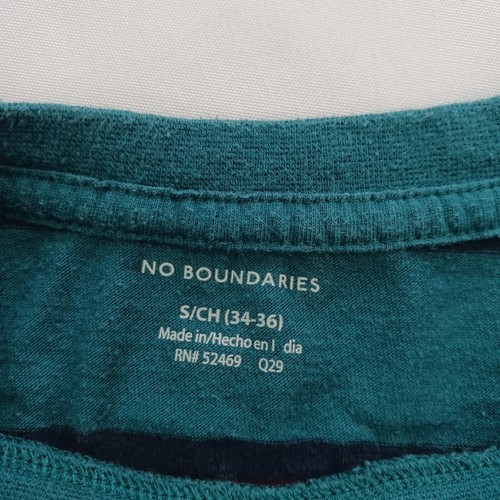 NO BOUNDARIES
S/CH (34-36)
Made in/Hecho en I dia
RN# 52469 Q29